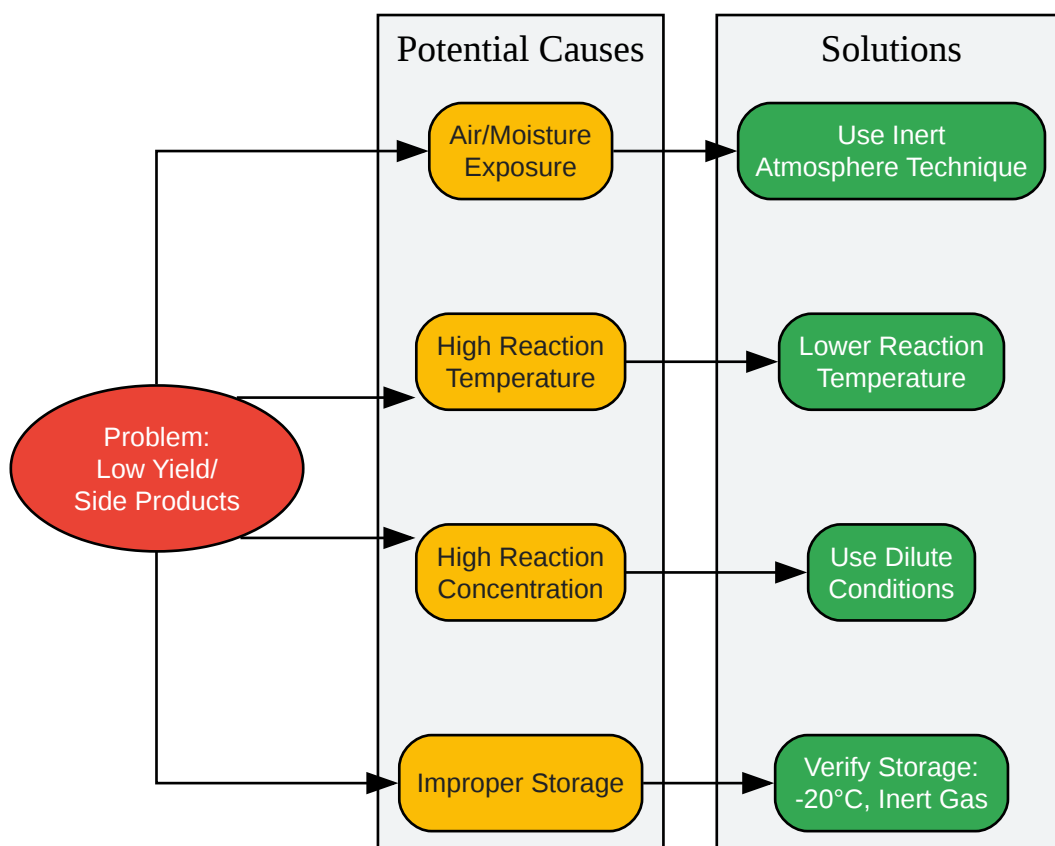 Potential Causes
Solutions
Air/Moisture
Exposure
Use Inert
Atmosphere Technique
High Reaction
Temperature
Lower Reaction
Temperature
Problem:
Low Yield/
Side Products
High Reaction
Concentration
Use Dilute
Conditions
Improper Storage
Verify Storage:
-20°C, Inert Gas